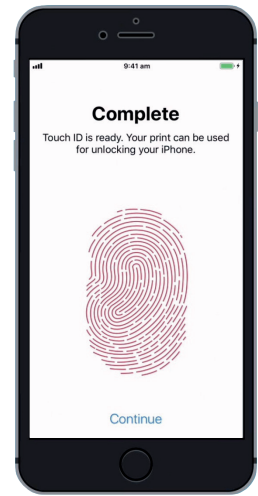 9:41 am
Complete
Touch ID is ready. Your print can be used
for unlocking your iPhone.
Continue